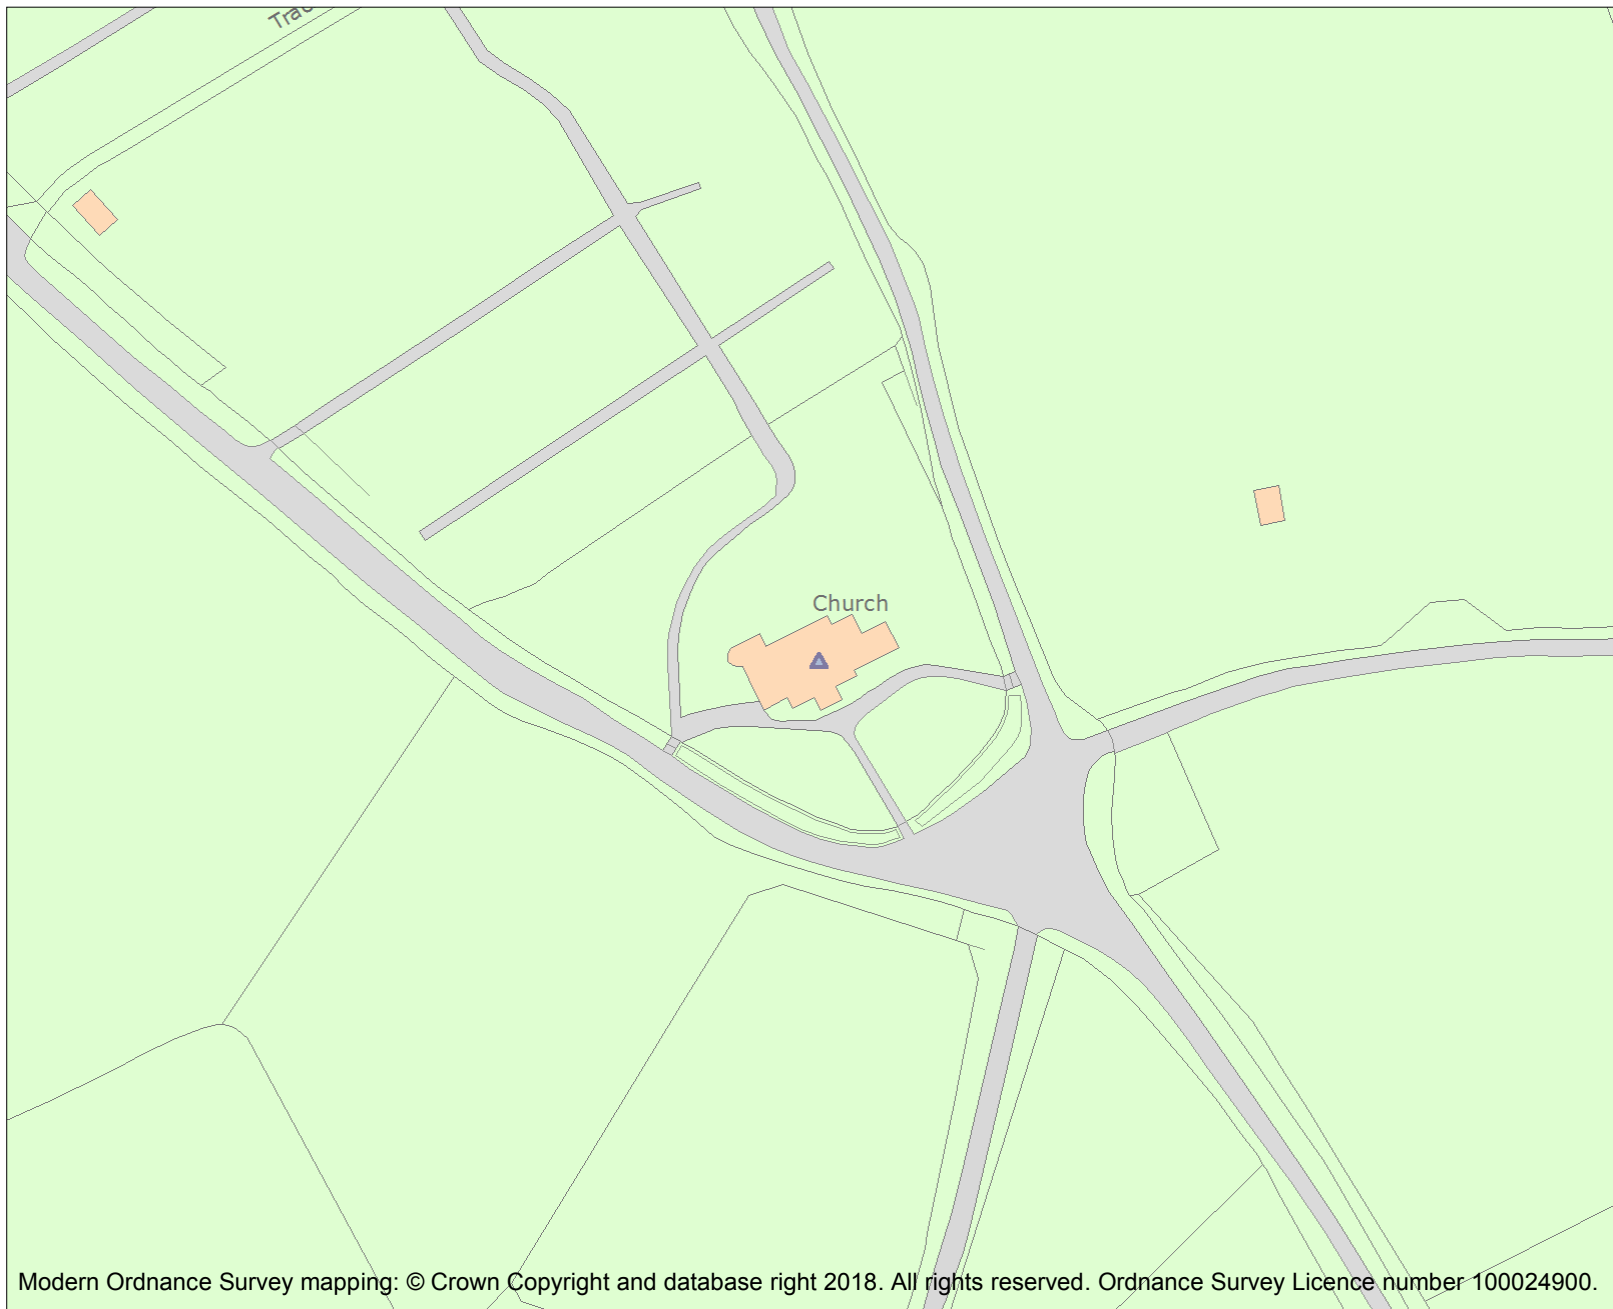 Church
Modern Ordnance Survey mapping: © Crown Copyright and database right 2018. All rights reserved. Ordnance Survey Licence number 100024900.